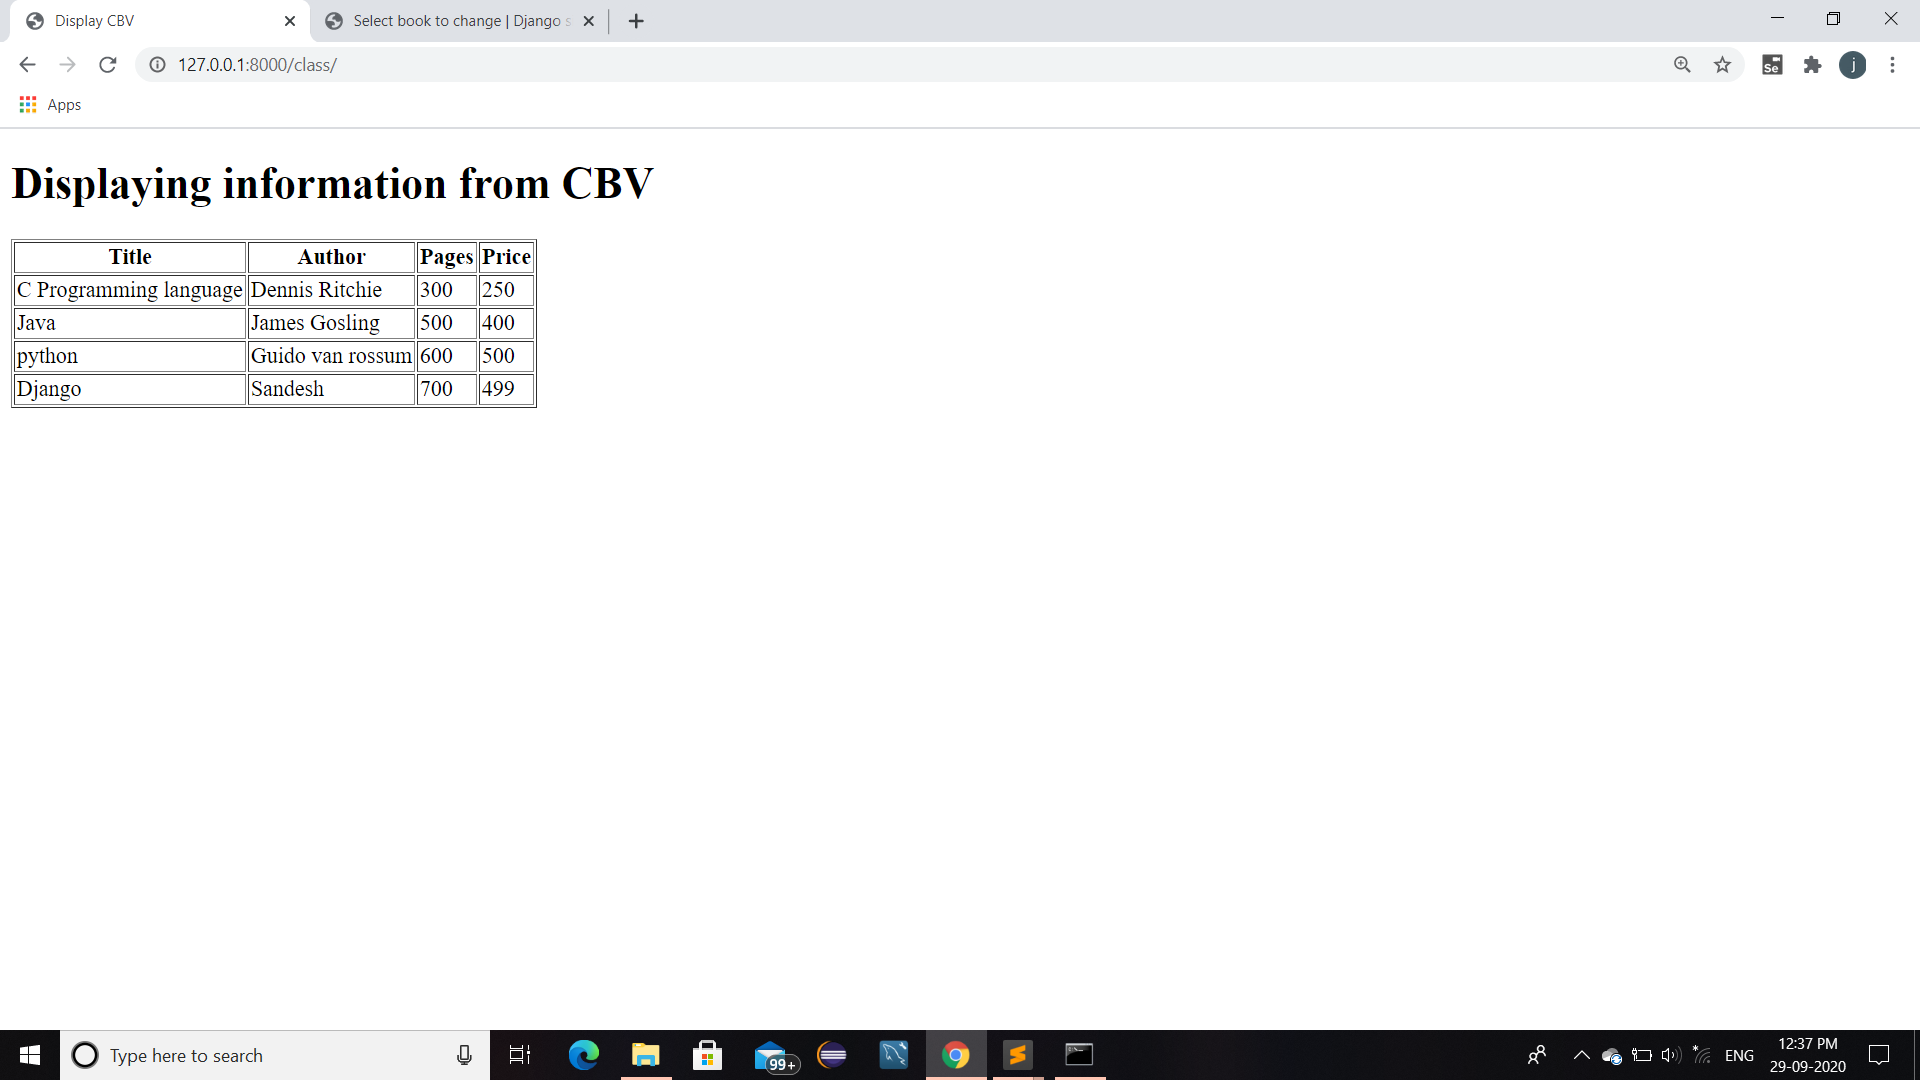 Display CBV
Select book to change | Django s
127.0.0.1:8000/class/
Se
j
Apps
Displaying information from CBV
Title Author Pages Price
C Programming language Dennis Ritchie 300 250
Java James Gosling 500 400
python Guido van rossum 600 500
Django Sandesh 700 499
Type here to search
99+
ENG
12:37 PM
29-09-2020